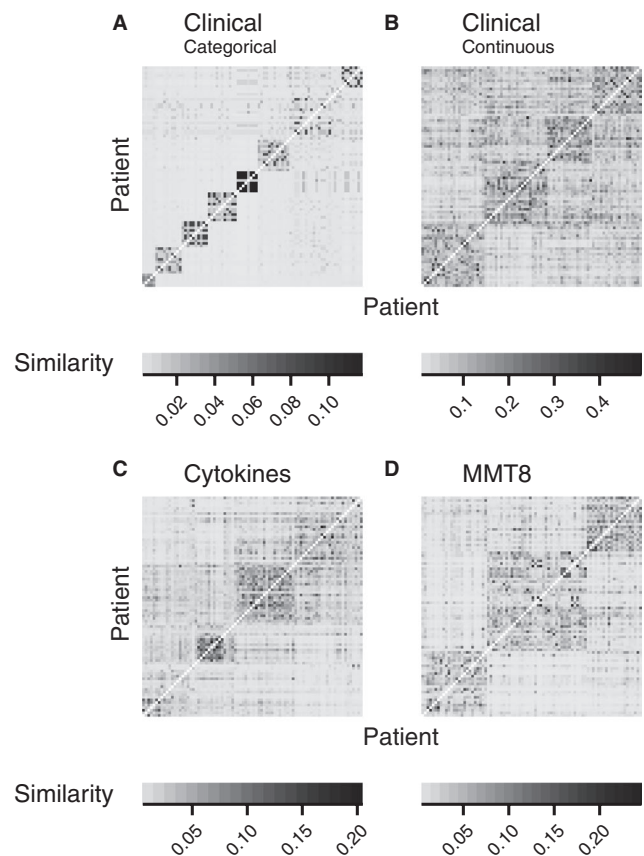 A Clinical
Categorical
B Clinical
Continuous
Patient
Patient
Similarity
0.02 0.04 0.06 0.08 0.10
0.1 0.2 0.3 0.4
C Cytokines
D MMT8
Patient
Patient
Similarity
0.05 0.10 0.15 0.20
0.05 0.10 0.15 0.20